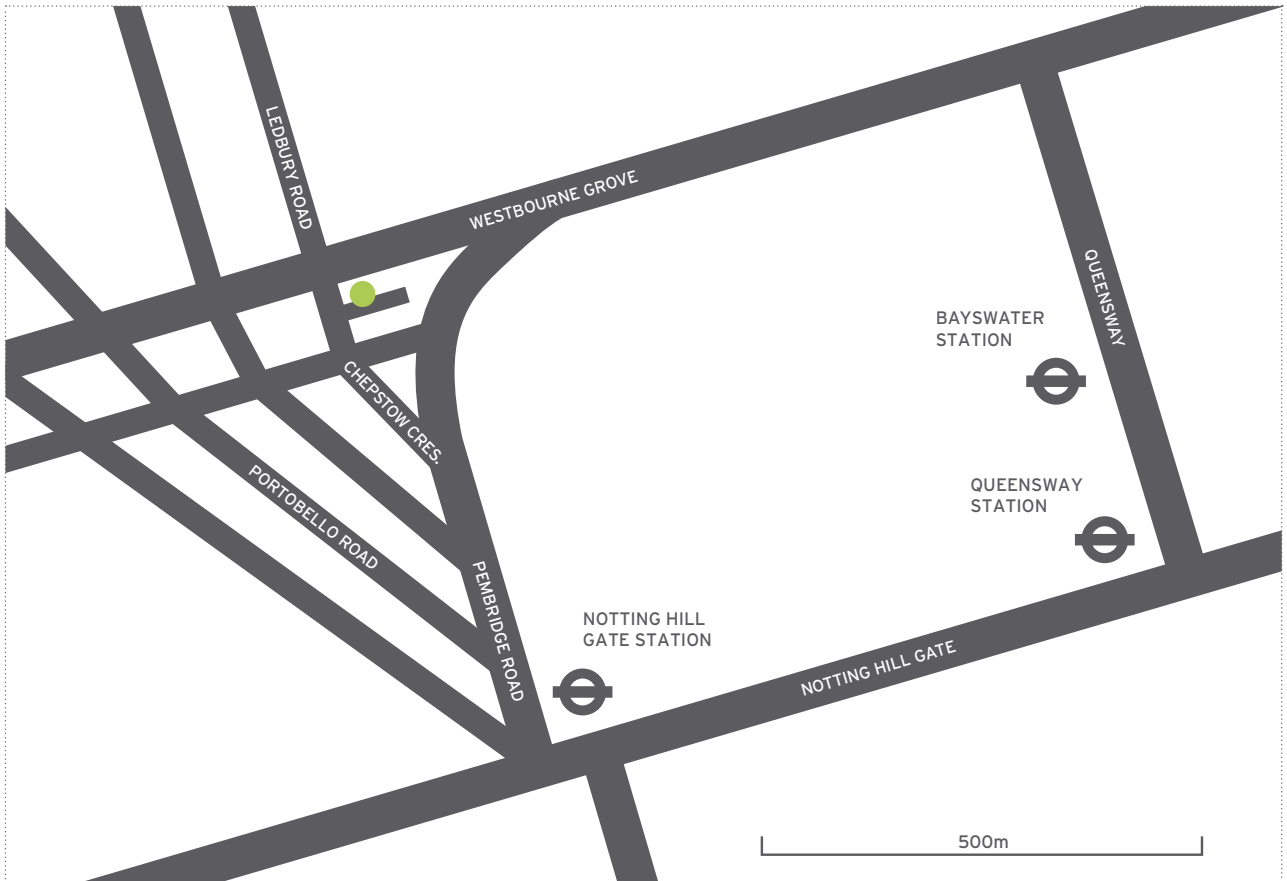 LEDBURY ROAD
WESTBOURNE GROVE
QUEENSWAY
BAYSWATER
STATION
CHEPSTOW CRES.
PORTOBELLO ROAD
QUEENSWAY
STATION
PEMBRIDGE ROAD
NOTTING HILL
GATE STATION
NOTTING HILL GATE
500m